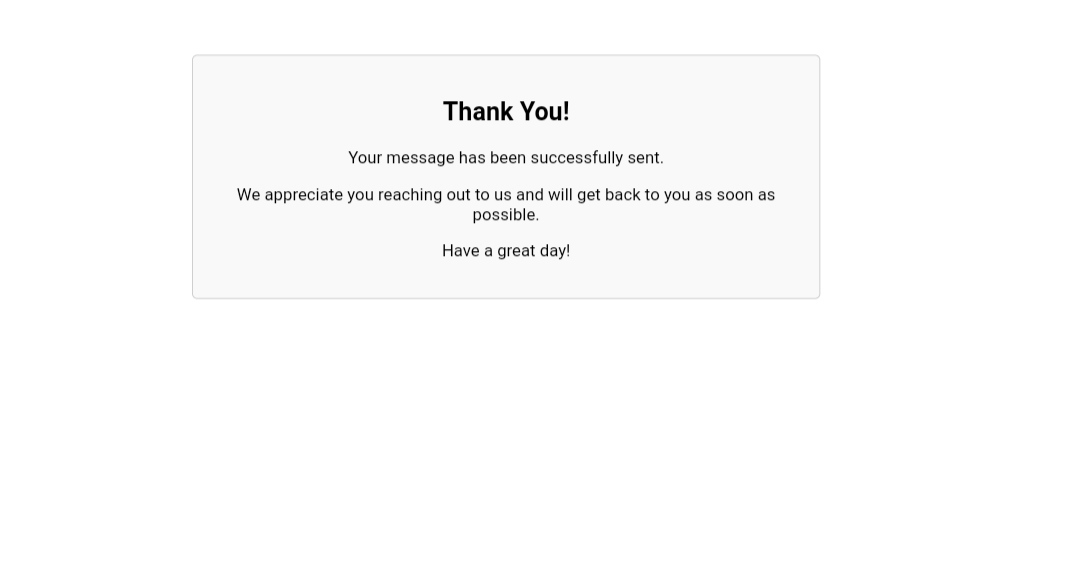 Thank You!
Your message has been successfully sent.
We appreciate you reaching out to us and will get back to you as soon as
possible.
Have a great day!